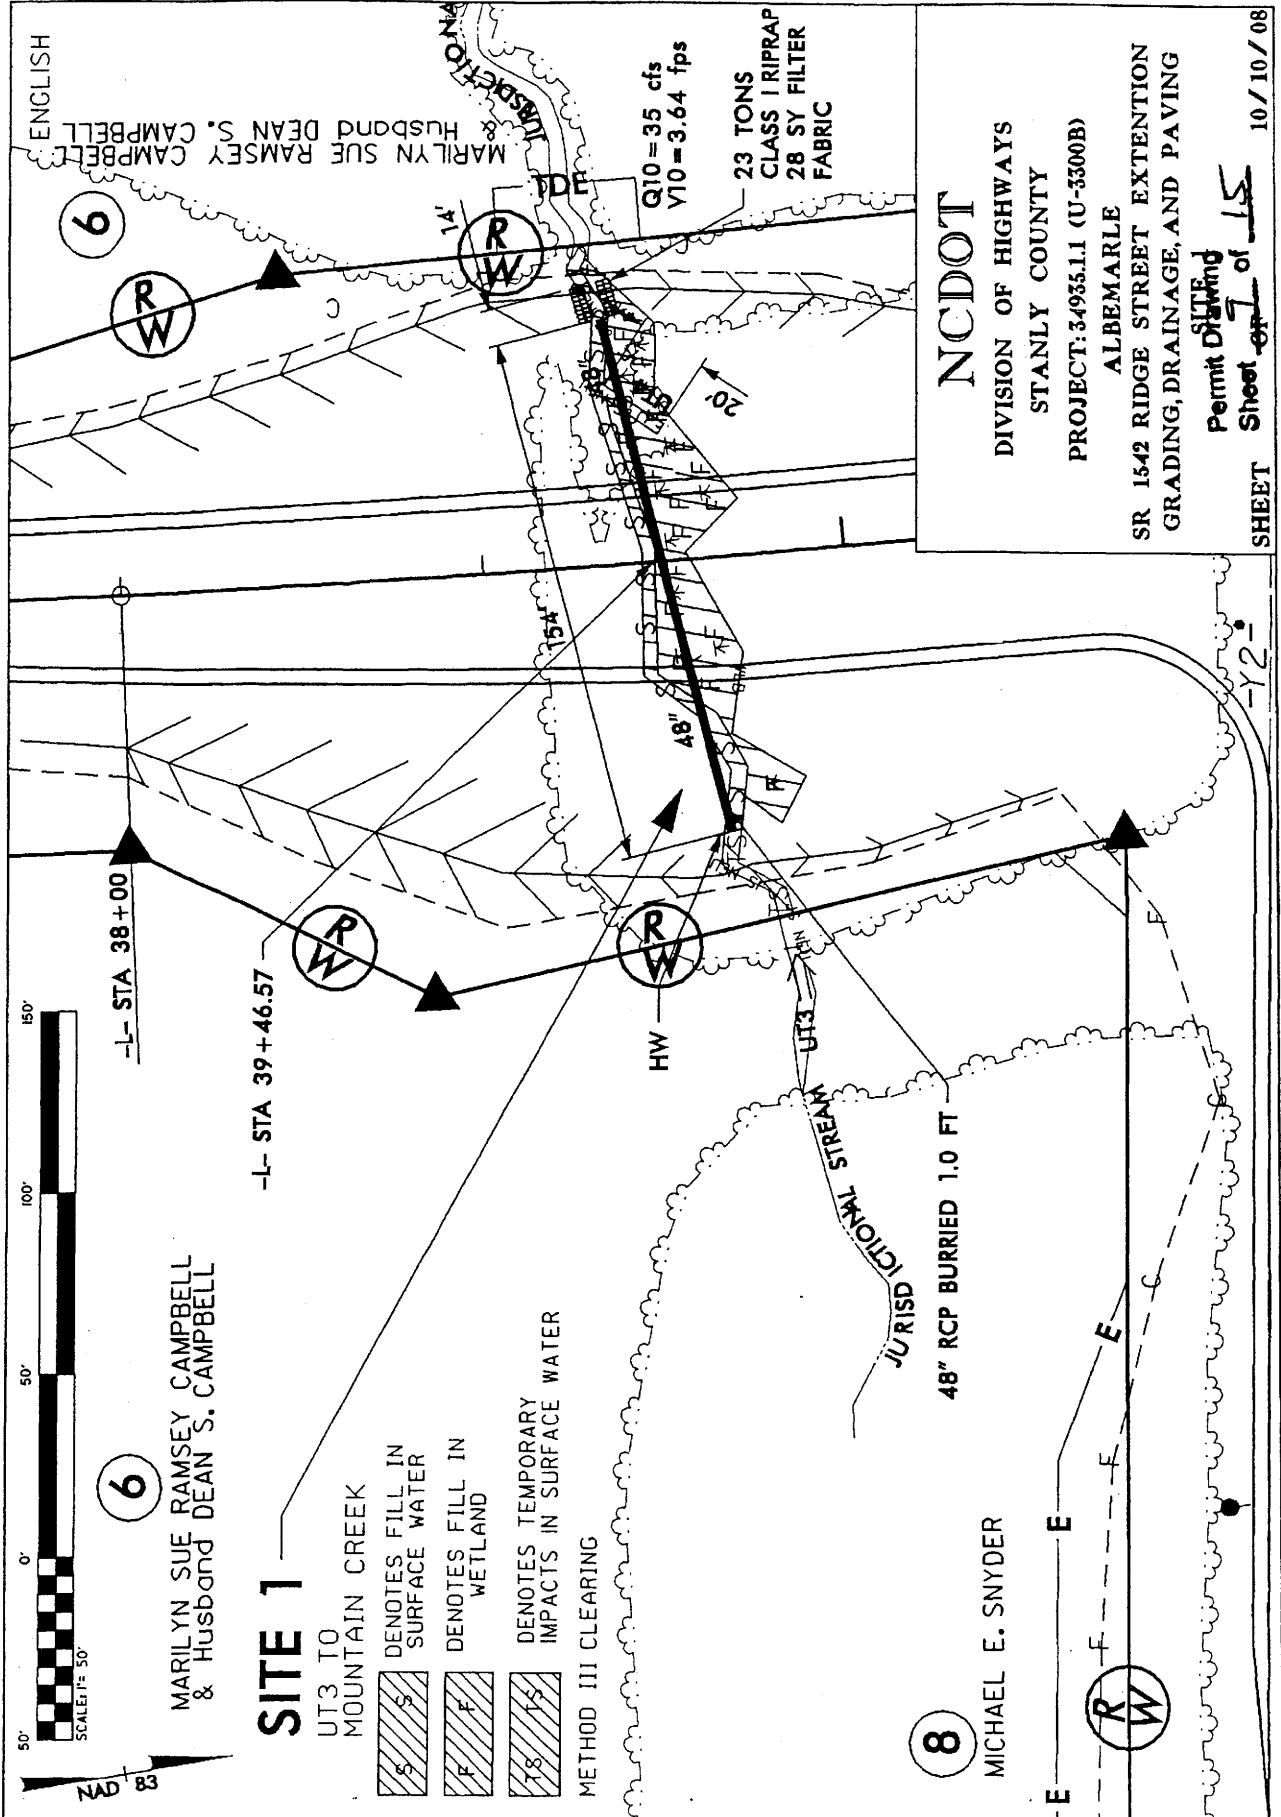 ENGLISH
MARILYN SUE RAMSEY CAMPBELL
& Husband DEAN S. CAMPBELL
6
R
W
R
W
14'
TDE
JURISDICTIONA
Q10=35 cfs
V10=3.64 fps
23 TONS
CLASS I RIPRAP
28 SY FILTER
FABRIC
48"
20'
154'
48"
-L- STA 38+00
-L- STA 39+46.57
R
W
R
W
HW
UT3
JURISDICTIONAL STREAM
48" RCP BURRIED 1.0 FT
-Y2-
50'
0'
50'
100'
150'
SCALE: 1"= 50'
NAD 83
6
MARILYN SUE RAMSEY CAMPBELL
& Husband DEAN S. CAMPBELL
SITE 1
UT3 TO
MOUNTAIN CREEK
S S
DENOTES FILL IN
SURFACE WATER
F F
DENOTES FILL IN
WETLAND
TS TS
DENOTES TEMPORARY
IMPACTS IN SURFACE WATER
METHOD III CLEARING
8
MICHAEL E. SNYDER
R
W
E
E
E
F
F
F
C
C
NCDOT
DIVISION OF HIGHWAYS
STANLY COUNTY
PROJECT:34935.1.1 (U-3300B)
ALBEMARLE
SR 1542 RIDGE STREET EXTENTION
GRADING, DRAINAGE, AND PAVING
SITE
Permit Drawing
Sheet 7 of 15
SHEET OF 10/10/08